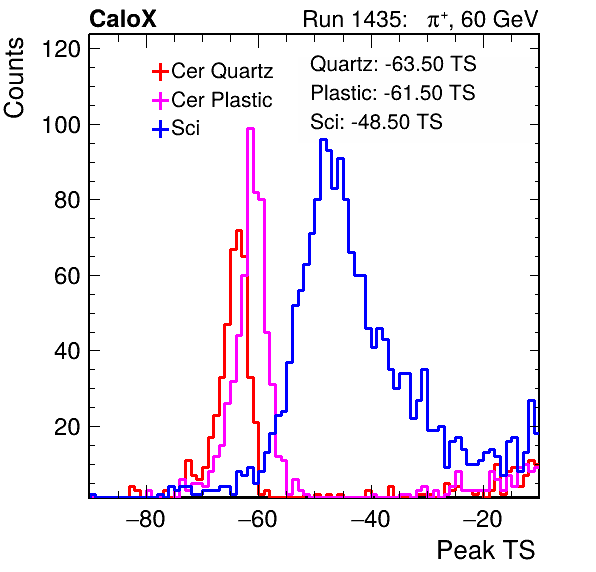 CaloX Run 1435: π⁺, 60 GeV
Counts
120
100
80
60
40
20
Cer Quartz
Cer Plastic
Sci
Quartz: -63.50 TS
Plastic: -61.50 TS
Sci: -48.50 TS
−80 −60 −40 −20
Peak TS